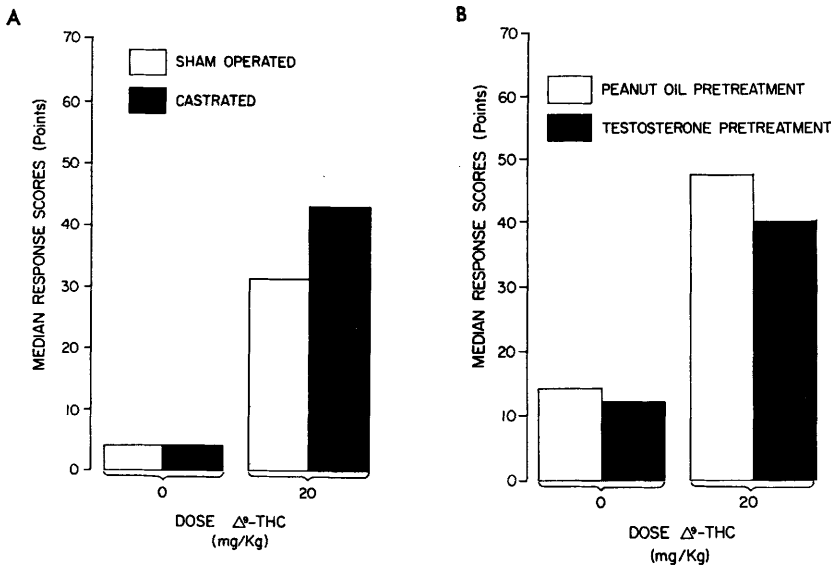 A
MEDIAN RESPONSE SCORES (Points)
70
60
50
40
30
20
10
0
SHAM OPERATED
CASTRATED
0
20
DOSE Δ⁹-THC
(mg/Kg)
B
MEDIAN RESPONSE SCORES (Points)
70
60
50
40
30
20
10
0
PEANUT OIL PRETREATMENT
TESTOSTERONE PRETREATMENT
0
20
DOSE Δ⁹-THC
(mg/Kg)